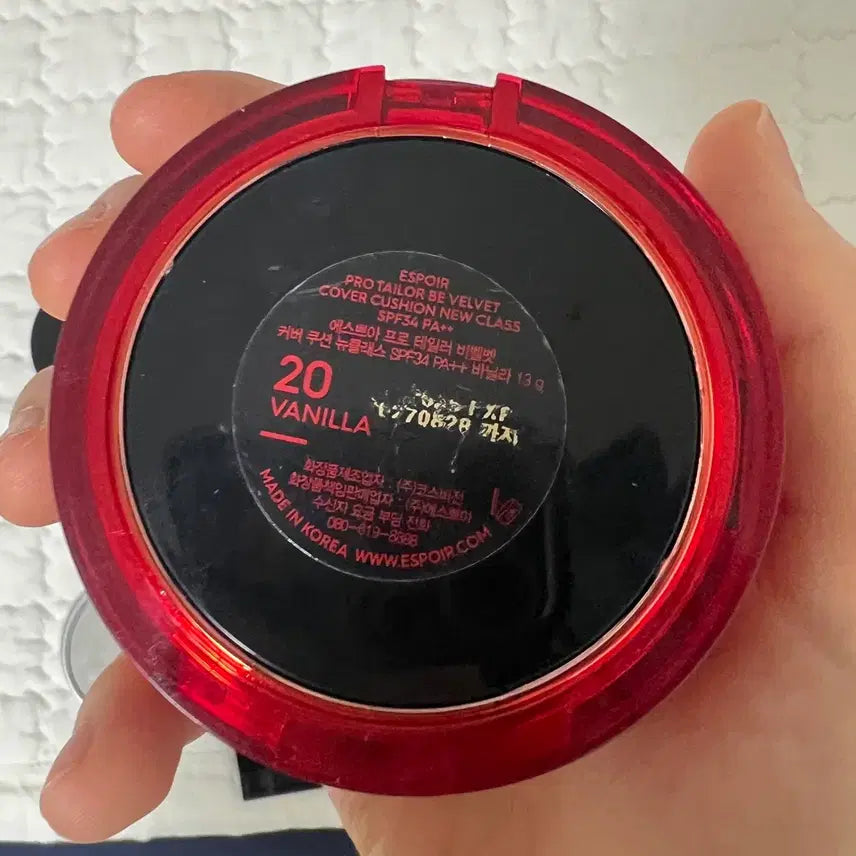 ESPOIR
PRO TAILOR BE VELVET
COVER CUSHION NEW CLASS
SPF34 PA++
에스쁘아 프로 테일러 비벨벳
커버 쿠션 뉴클래스 SPF34 PA++ 바닐라 13 g
20
VANILLA
까지
화장품제조업자 : (주)코스비전
화장품책임판매업자 : (주)에스쁘아
수신자 요금 부담 전화
MADE IN KOREA WWW.ESPOIR.COM